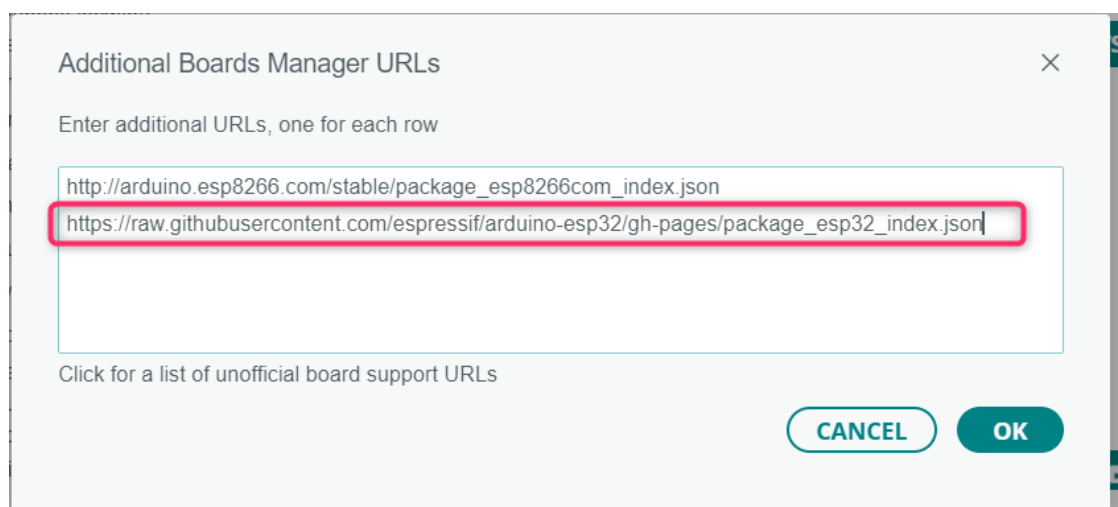 Additional Boards Manager URLs
Enter additional URLs, one for each row
http://arduino.esp8266.com/stable/package_esp8266com_index.json
https://raw.githubusercontent.com/espressif/arduino-esp32/gh-pages/package_esp32_index.json
Click for a list of unofficial board support URLs
CANCEL
OK